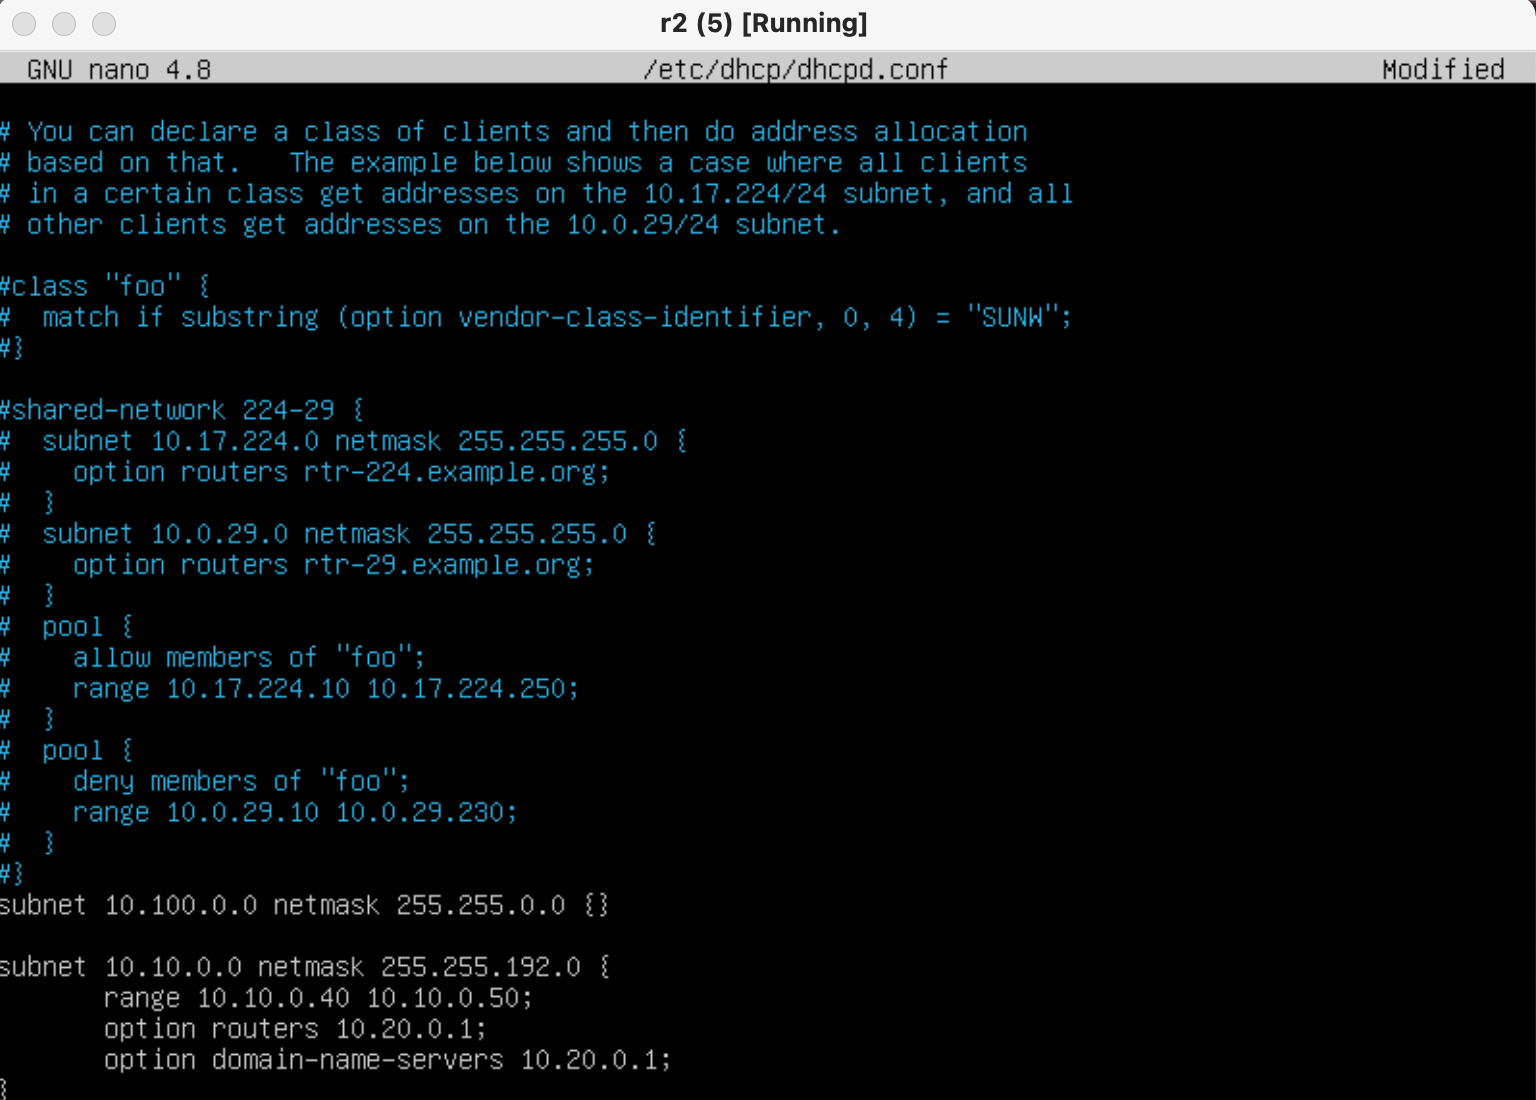 r2 (5) [Running]
GNU nano 4.8 /etc/dhcp/dhcpd.conf Modified
# You can declare a class of clients and then do address allocation
# based on that.   The example below shows a case where all clients
# in a certain class get addresses on the 10.17.224/24 subnet, and all
# other clients get addresses on the 10.0.29/24 subnet.
#class "foo" {
#  match if substring (option vendor-class-identifier, 0, 4) = "SUNW";
#}
#shared-network 224-29 {
#  subnet 10.17.224.0 netmask 255.255.255.0 {
#    option routers rtr-224.example.org;
#  }
#  subnet 10.0.29.0 netmask 255.255.255.0 {
#    option routers rtr-29.example.org;
#  }
#  pool {
#    allow members of "foo";
#    range 10.17.224.10 10.17.224.250;
#  }
#  pool {
#    deny members of "foo";
#    range 10.0.29.10 10.0.29.230;
#  }
#}
subnet 10.100.0.0 netmask 255.255.0.0 {}
subnet 10.10.0.0 netmask 255.255.192.0 {
range 10.10.0.40 10.10.0.50;
option routers 10.20.0.1;
option domain-name-servers 10.20.0.1;
}